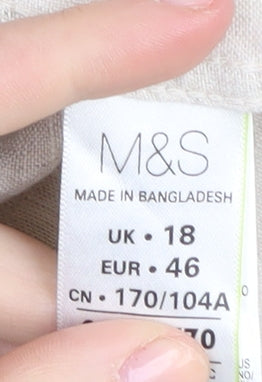 M&S
MADE IN BANGLADESH
UK • 18
EUR • 46
CN • 170/104A